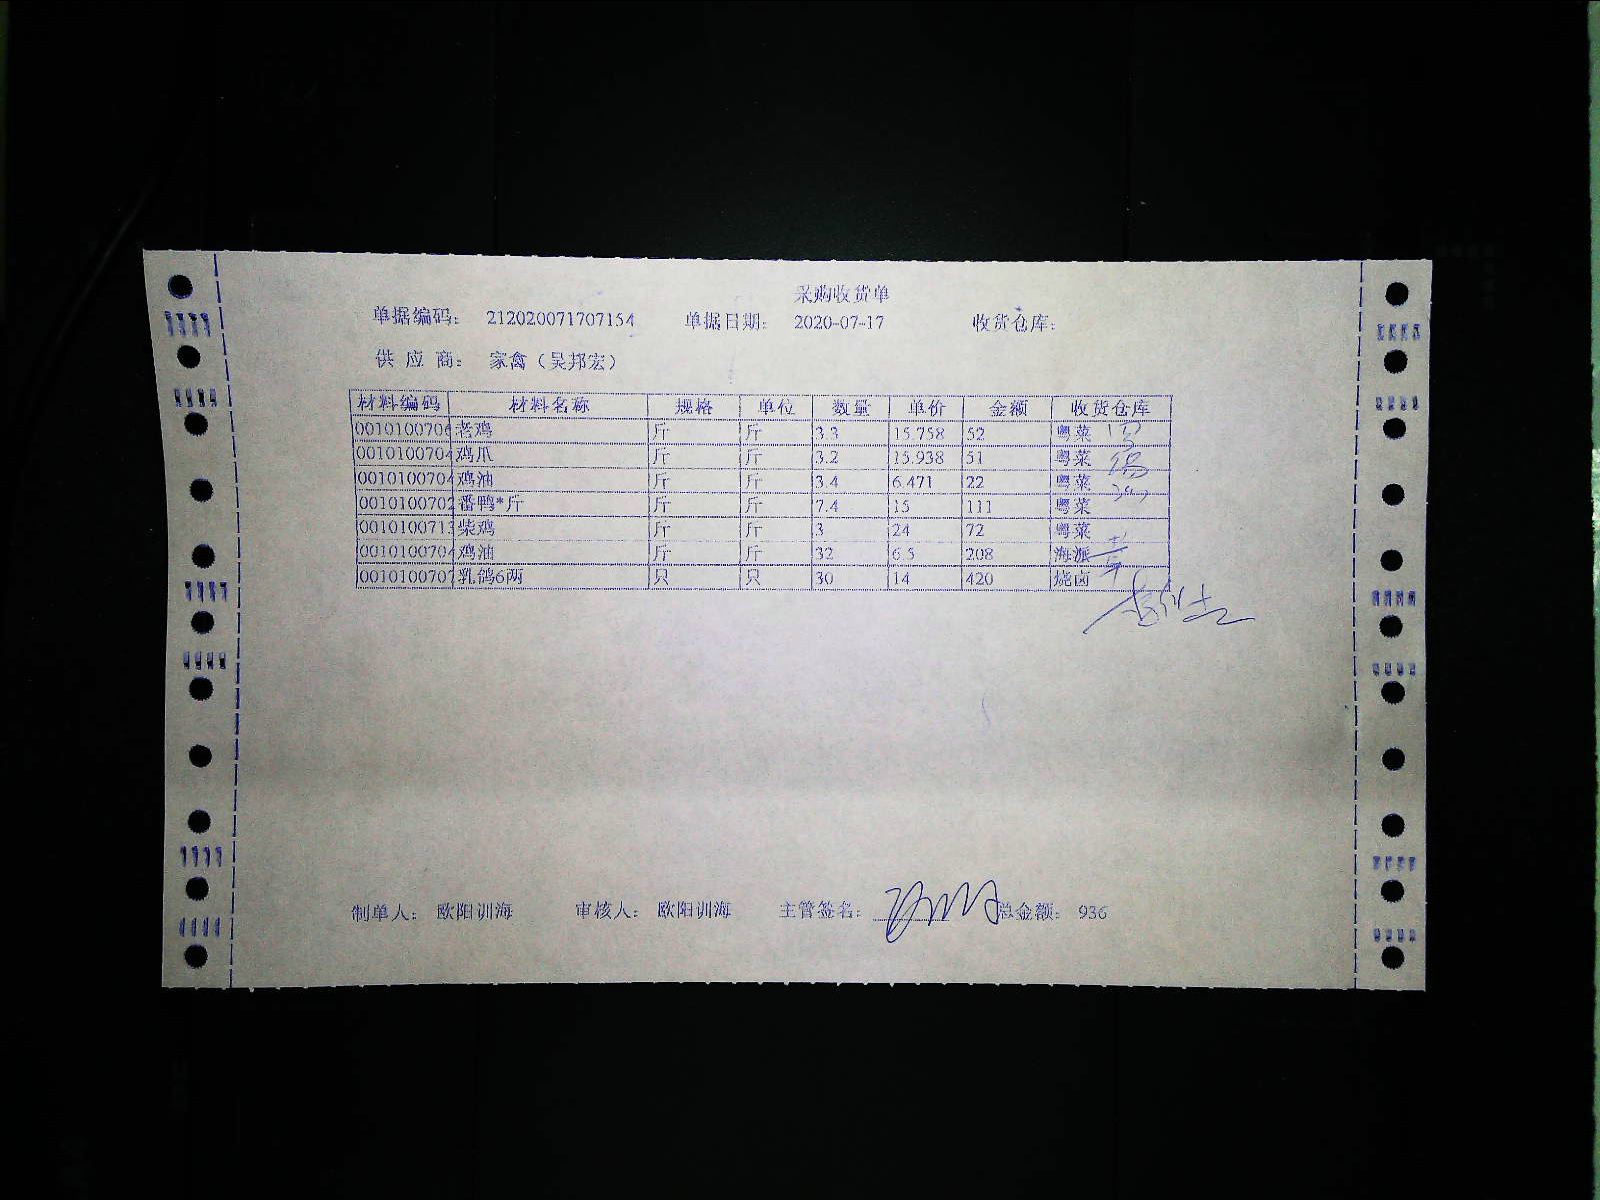 采购收货单
单据编码： 212020071707154 单据日期： 2020-07-17 收货仓库：
供 应 商： 家禽（吴邦宏）
材料编码 材料名称 规格 单位 数量 单价 金额 收货仓库
0010100706 老鸡 斤 斤 3.3 15.758 52 粤菜
0010100704 鸡爪 斤 斤 3.2 15.938 51 粤菜
0010100704 鸡油 斤 斤 3.4 6.471 22 粤菜
0010100702 番鸭*斤 斤 斤 7.4 15 111 粤菜
0010100713 柴鸡 斤 斤 3 24 72 粤菜
0010100704 鸡油 斤 斤 32 6.5 208 海派
0010100707 乳鸽6两 只 只 30 14 420 烧卤
制单人： 欧阳训海 审核人： 欧阳训海 主管签名： 总金额： 936